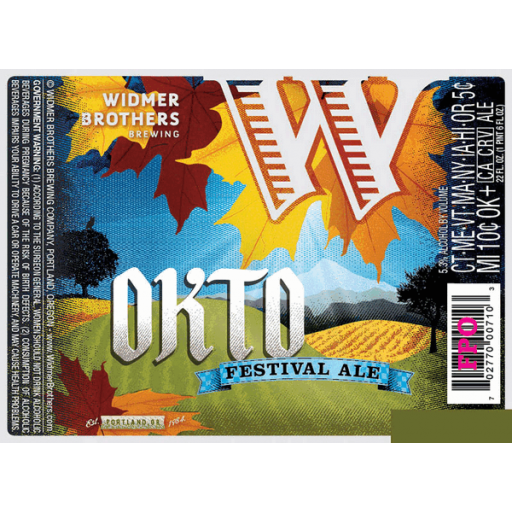 WIDMER
BROTHERS
BREWING
W
OKTO
FESTIVAL ALE
Est. PORTLAND, OR 1984
© WIDMER BROTHERS BREWING COMPANY, PORTLAND, OREGON • www.WidmerBrothers.com
GOVERNMENT WARNING: (1) ACCORDING TO THE SURGEON GENERAL, WOMEN SHOULD NOT DRINK ALCOHOLIC
BEVERAGES DURING PREGNANCY BECAUSE OF THE RISK OF BIRTH DEFECTS. (2) CONSUMPTION OF ALCOHOLIC
BEVERAGES IMPAIRS YOUR ABILITY TO DRIVE A CAR OR OPERATE MACHINERY AND MAY CAUSE HEALTH PROBLEMS.
5.3% ALCOHOL BY VOLUME
CT·ME·VT·MA·NY·IA·HI·OR 5¢
MI 10¢ OK+ CA CRV ALE
22 FL. OZ. (1 PINT 6 FL.OZ.)
FPO
7 02770 00710 3